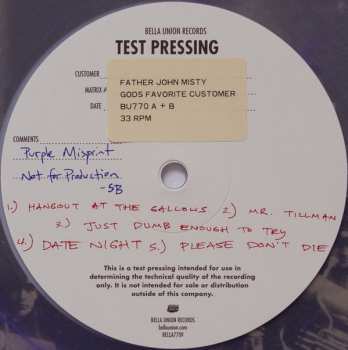 BELLA UNION RECORDS
TEST PRESSING
CUSTOMER
FATHER JOHN MISTY
MATRIX #
GODS FAVORITE CUSTOMER
BU770 A + B
DATE
33 RPM
COMMENTS
Purple Misprint
Not for Production
-SB
1.) HANGOUT AT THE GALLOWS 2) MR. TILLMAN
3) JUST DUMB ENOUGH TO TRY
4.) DATE NIGHT 5.) PLEASE DON'T DIE
This is a test pressing intended for use in
determining the technical quality of the recording
only. It is not intended for sale or distribution
outside of this company.
BELLA UNION RECORDS
bellaunion.com
BELLA770V